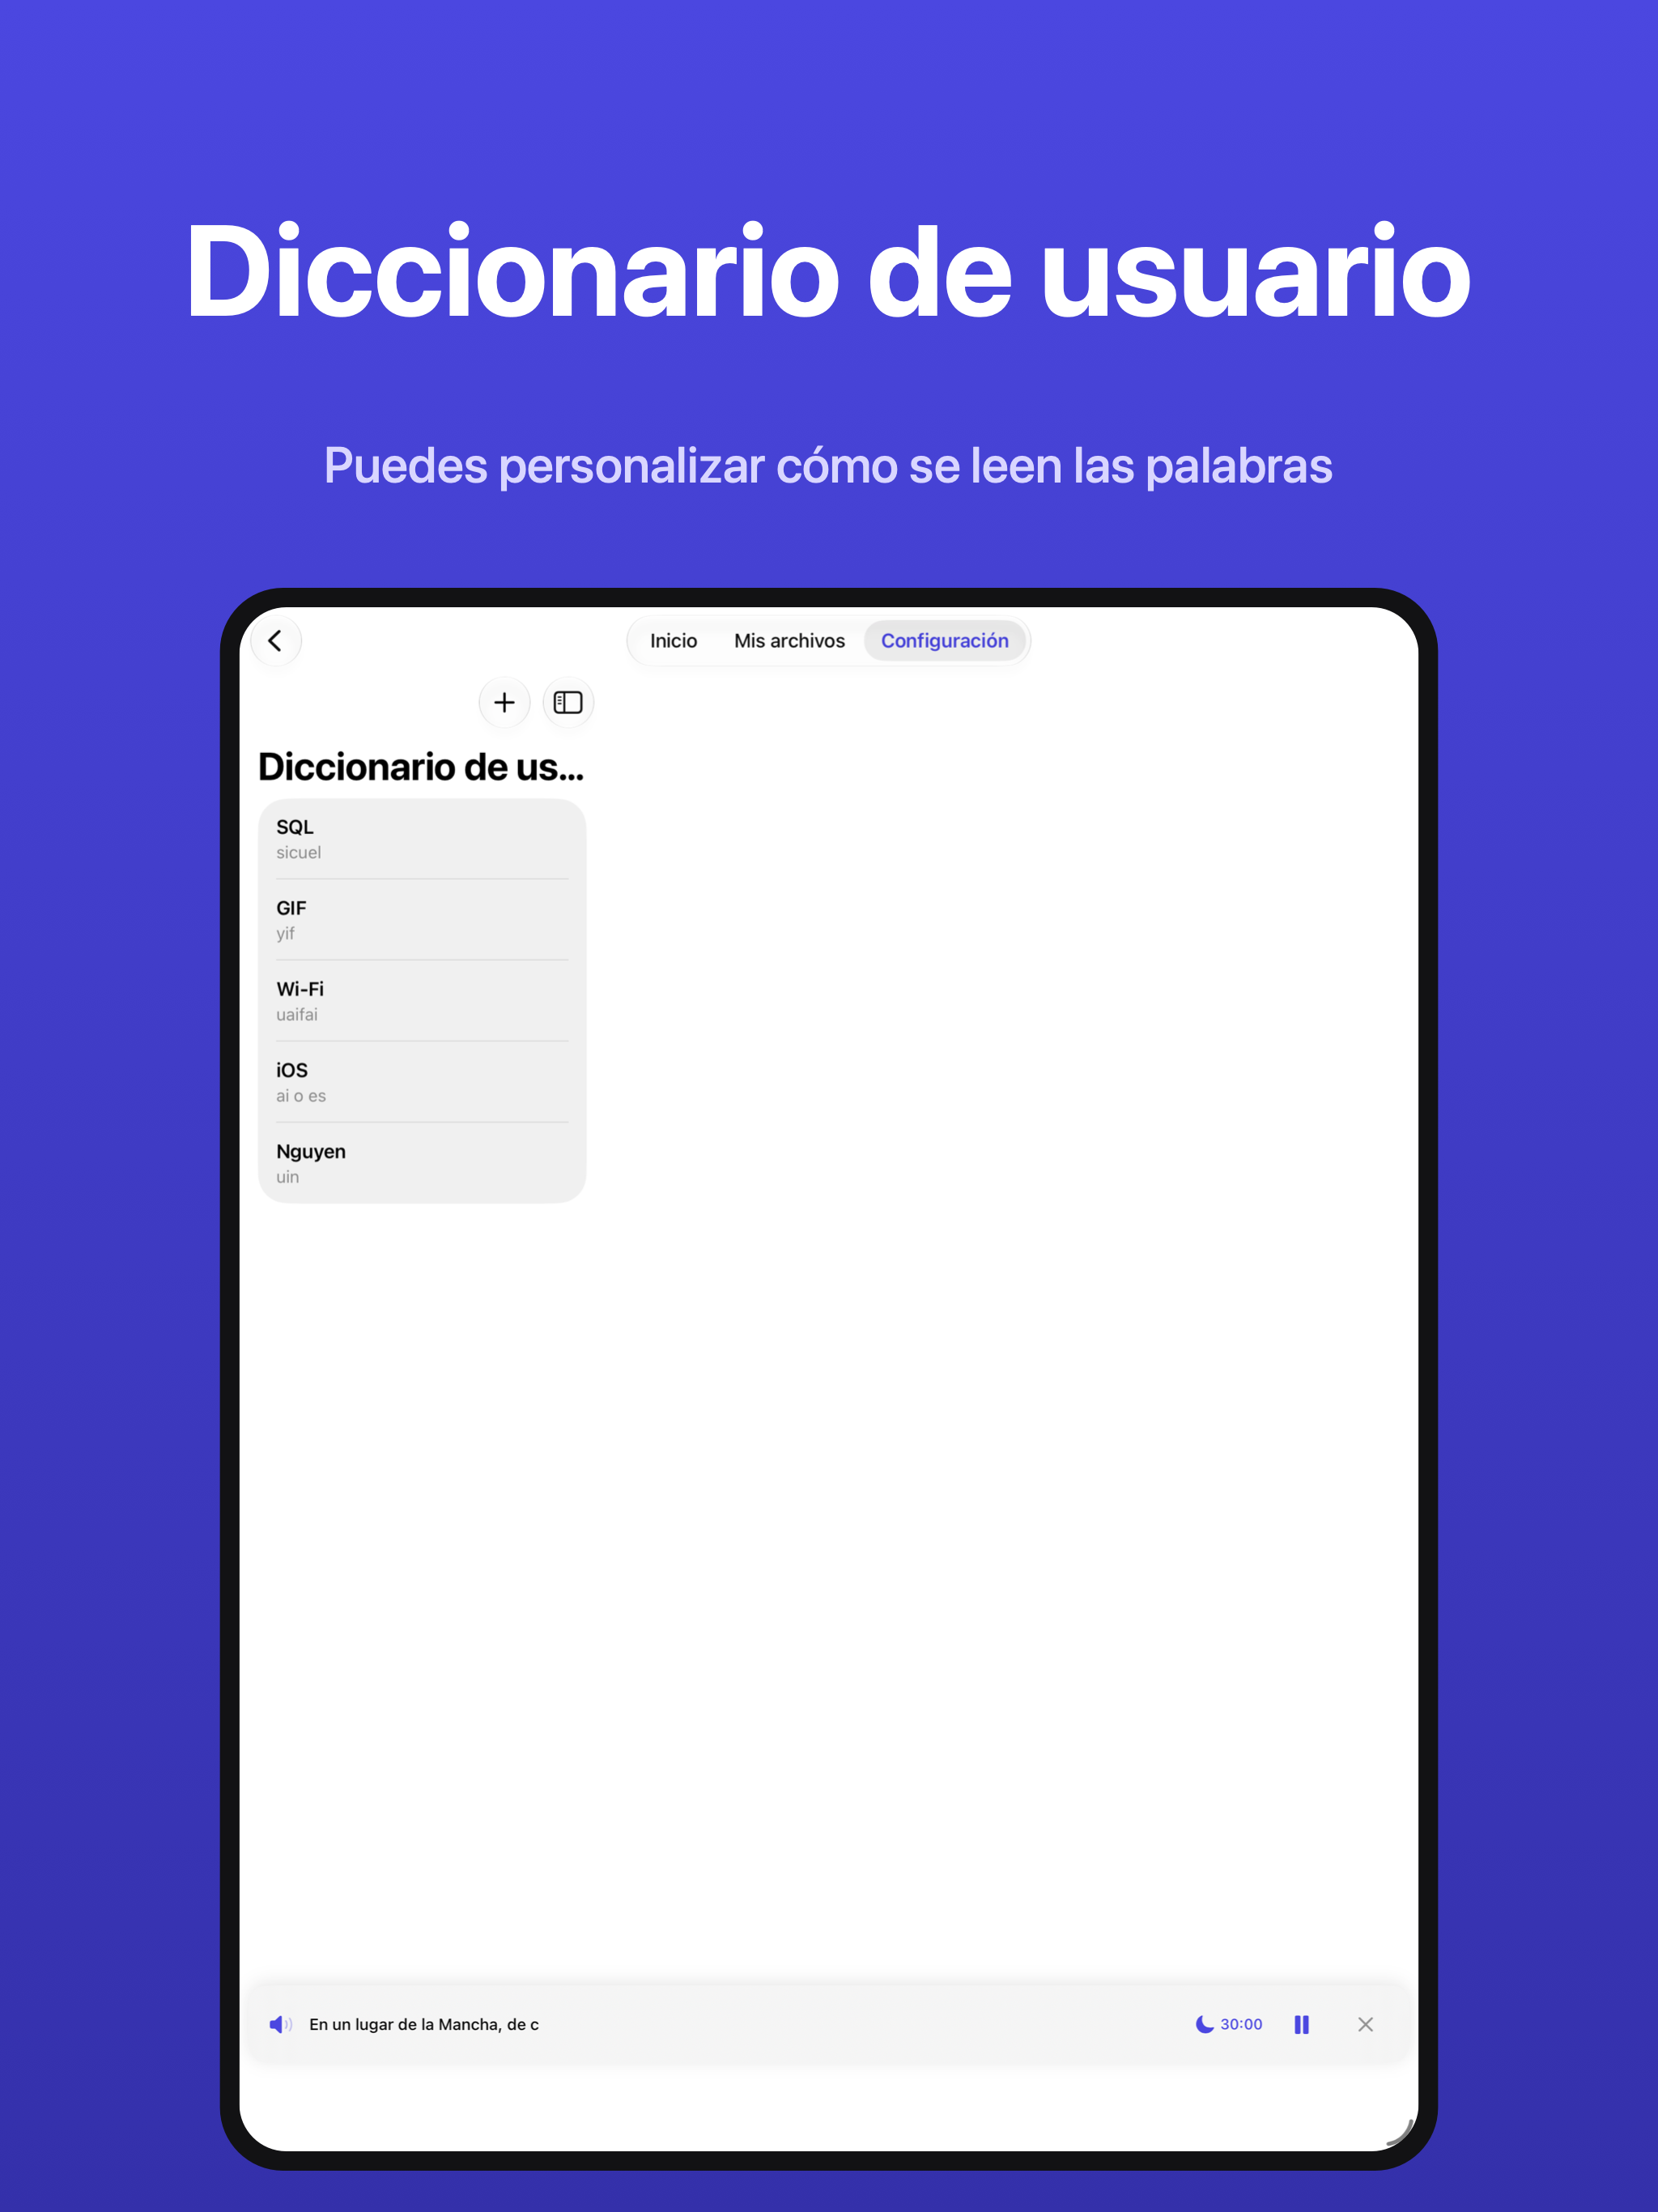 Diccionario de usuario
Puedes personalizar cómo se leen las palabras
Inicio Mis archivos Configuración
Diccionario de us...
SQL
sicuel
GIF
yif
Wi-Fi
uaifai
iOS
ai o es
Nguyen
uin
En un lugar de la Mancha, de c 30:00